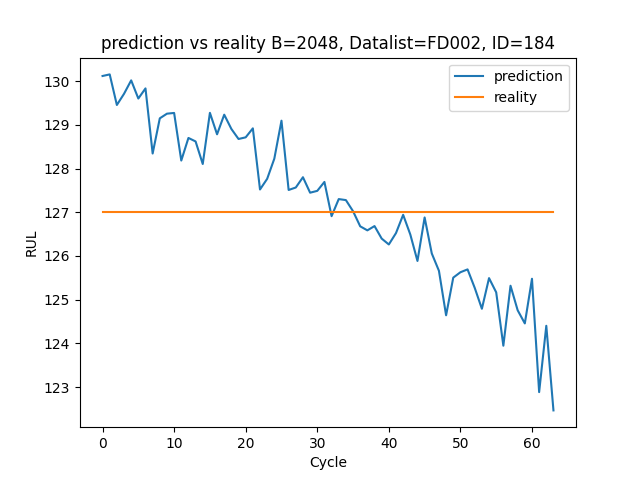 prediction vs reality B=2048, Datalist=FD002, ID=184
prediction
reality
130
129
128
127
126
125
124
123
RUL
0 10 20 30 40 50 60
Cycle